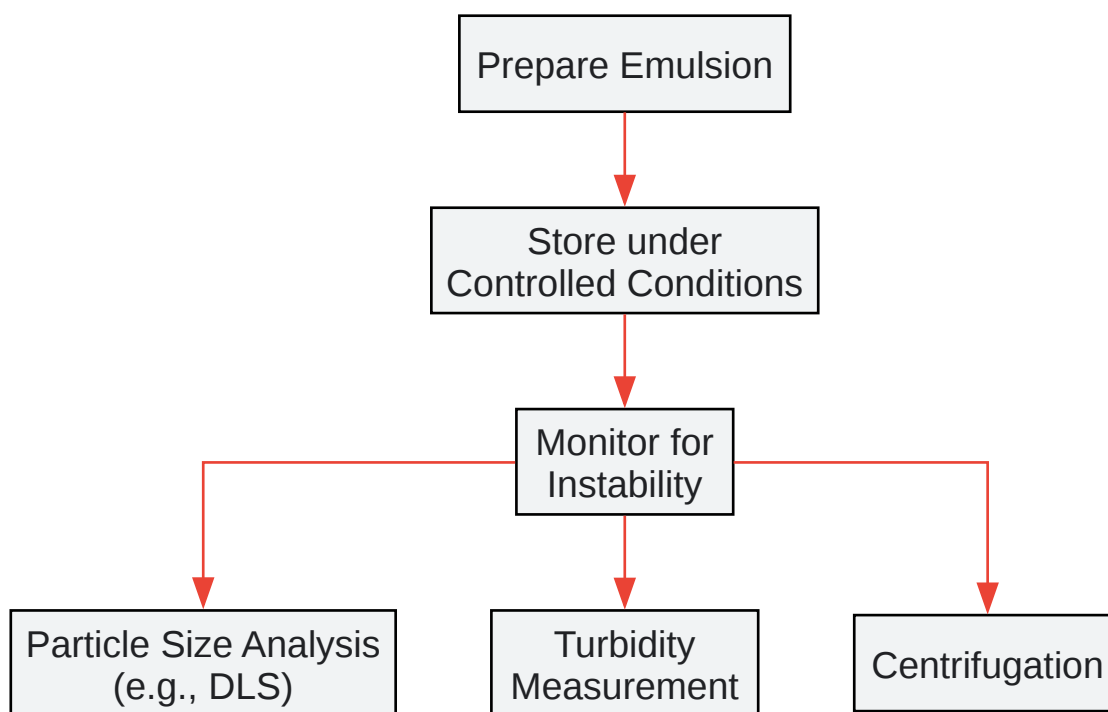 Prepare Emulsion
Store under
Controlled Conditions
Monitor for
Instability
Particle Size Analysis
(e.g., DLS)
Turbidity
Measurement
Centrifugation